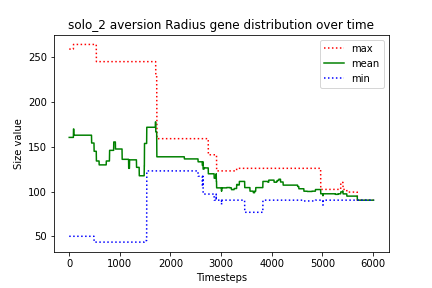 solo_2 aversion Radius gene distribution over time
max
mean
min
Size value
250
200
150
100
50
0
1000
2000
3000
4000
5000
6000
Timesteps